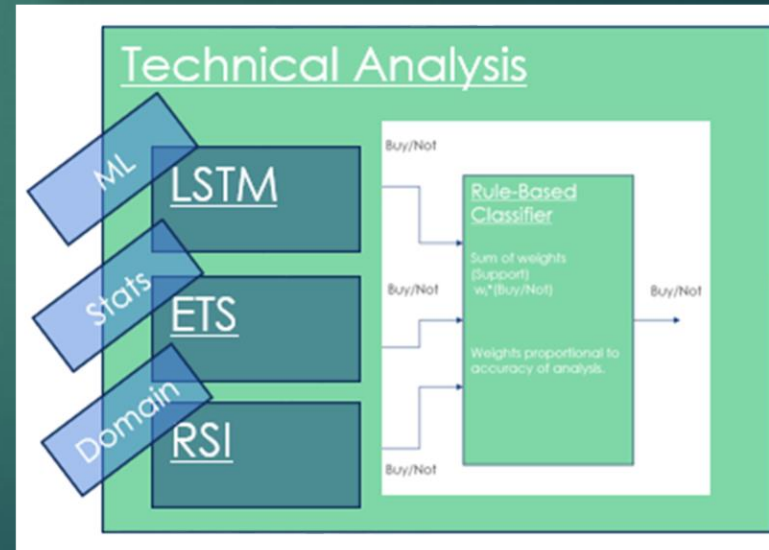 Technical Analysis
ML
LSTM
Buy/Not
Rule-Based
Classifier
Sum of weights
(Support)
wᵢ*(Buy/Not)
Stats
ETS
Buy/Not
Buy/Not
Weights proportional to
accuracy of analysis.
Domain
RSI
Buy/Not